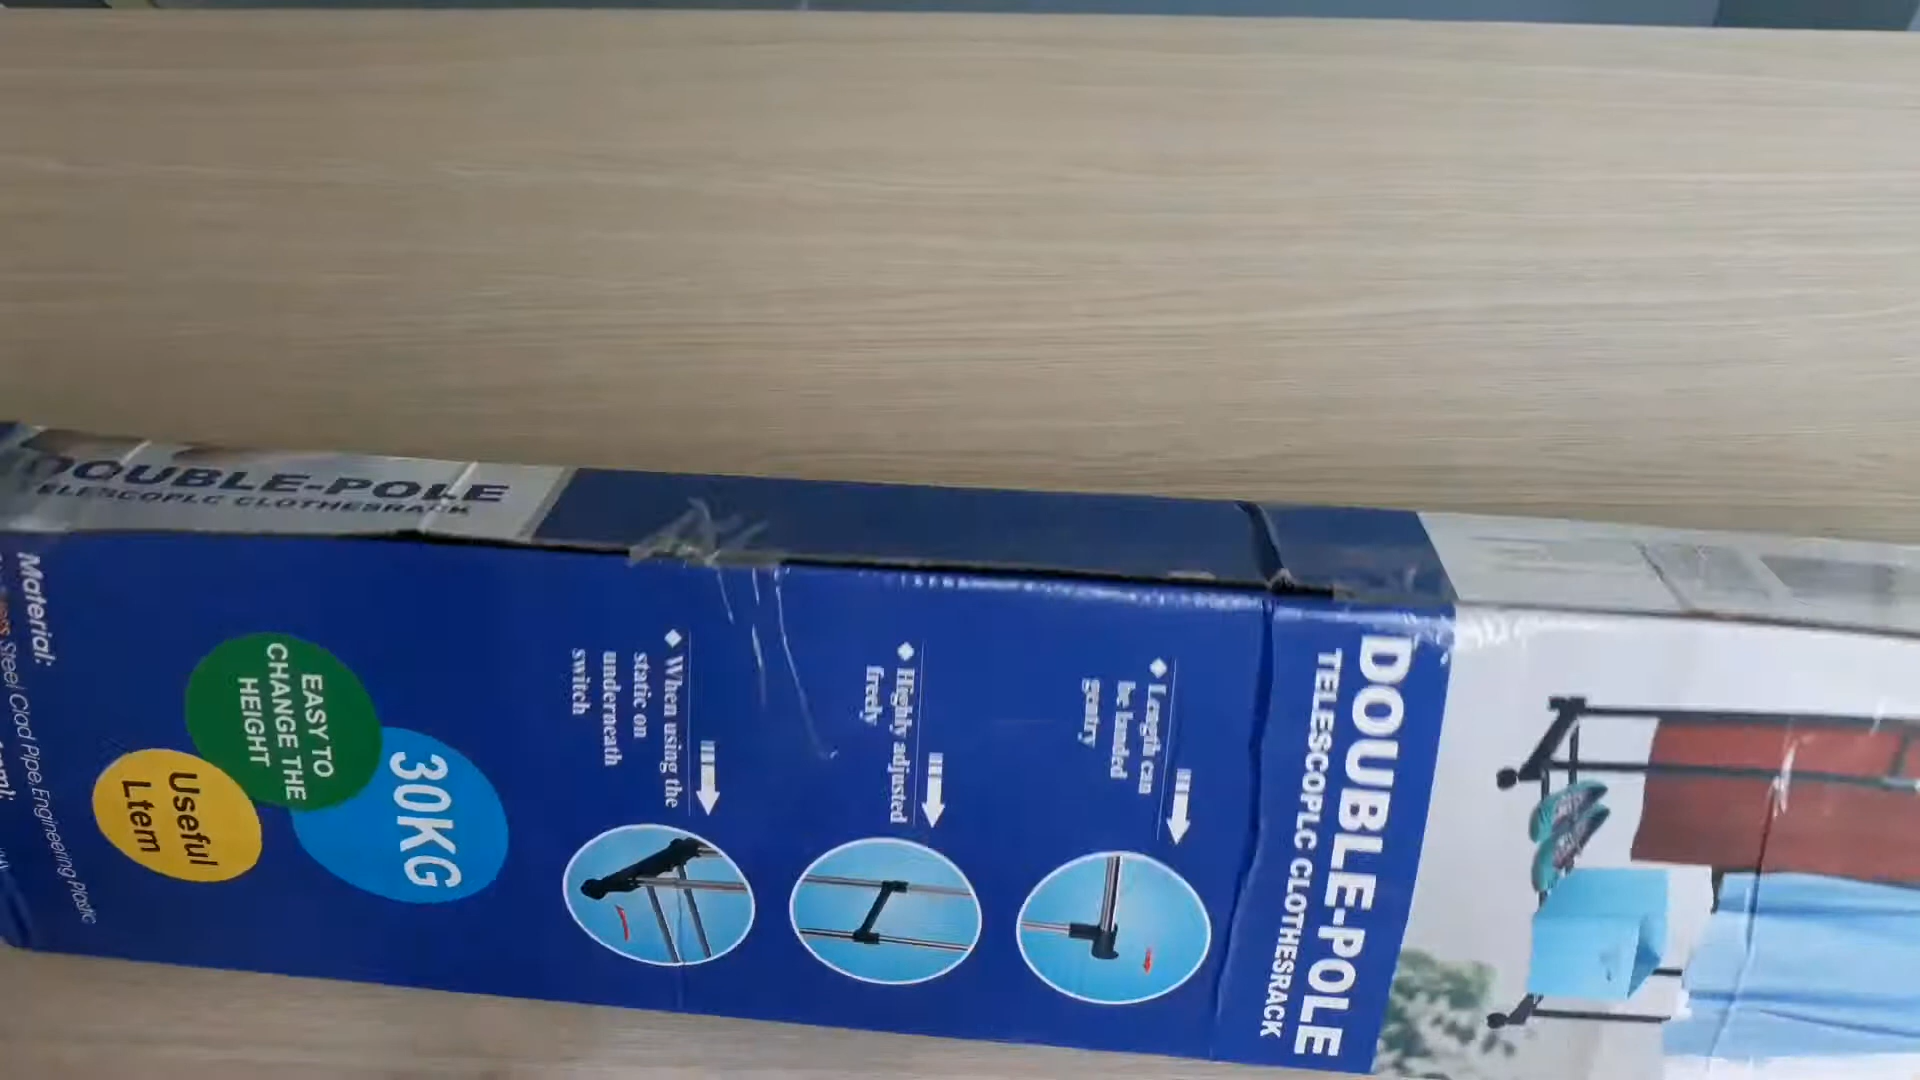 DOUBLE-POLE
TELESCOPLC CLOTHESRACK
DOUBLE-POLE
TELESCOPLC CLOTHESRACK
◆ Length can
be landed
gentry
◆ Highly adjusted
freely
◆ When using the
static on
underneath
switch
30KG
EASY TO
CHANGE THE
HEIGHT
Useful
Ltem
Material:
Steel Clad Pipe, Engineering Plastic